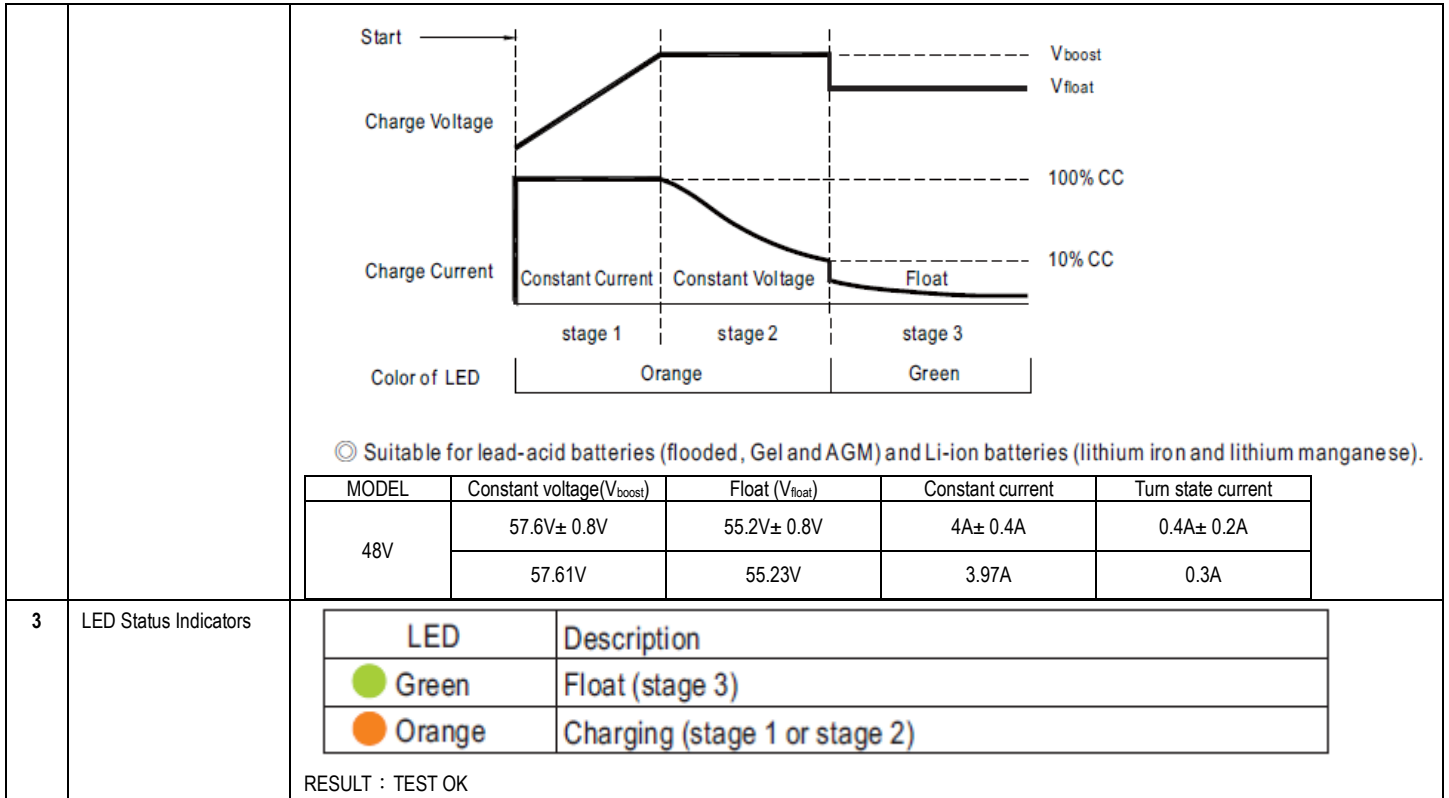 Start
Vboost
Vfloat
Charge Voltage
100% CC
10% CC
Charge Current
Constant Current
Constant Voltage
Float
stage 1
stage 2
stage 3
Color of LED
Orange
Green
◎ Suitable for lead-acid batteries (flooded, Gel and AGM) and Li-ion batteries (lithium iron and lithium manganese).
MODEL Constant voltage(Vboost) Float (Vfloat) Constant current Turn state current
48V
57.6V± 0.8V 55.2V± 0.8V 4A± 0.4A 0.4A± 0.2A
57.61V 55.23V 3.97A 0.3A
3 LED Status Indicators
LED Description
Green Float (stage 3)
Orange Charging (stage 1 or stage 2)
RESULT：TEST OK